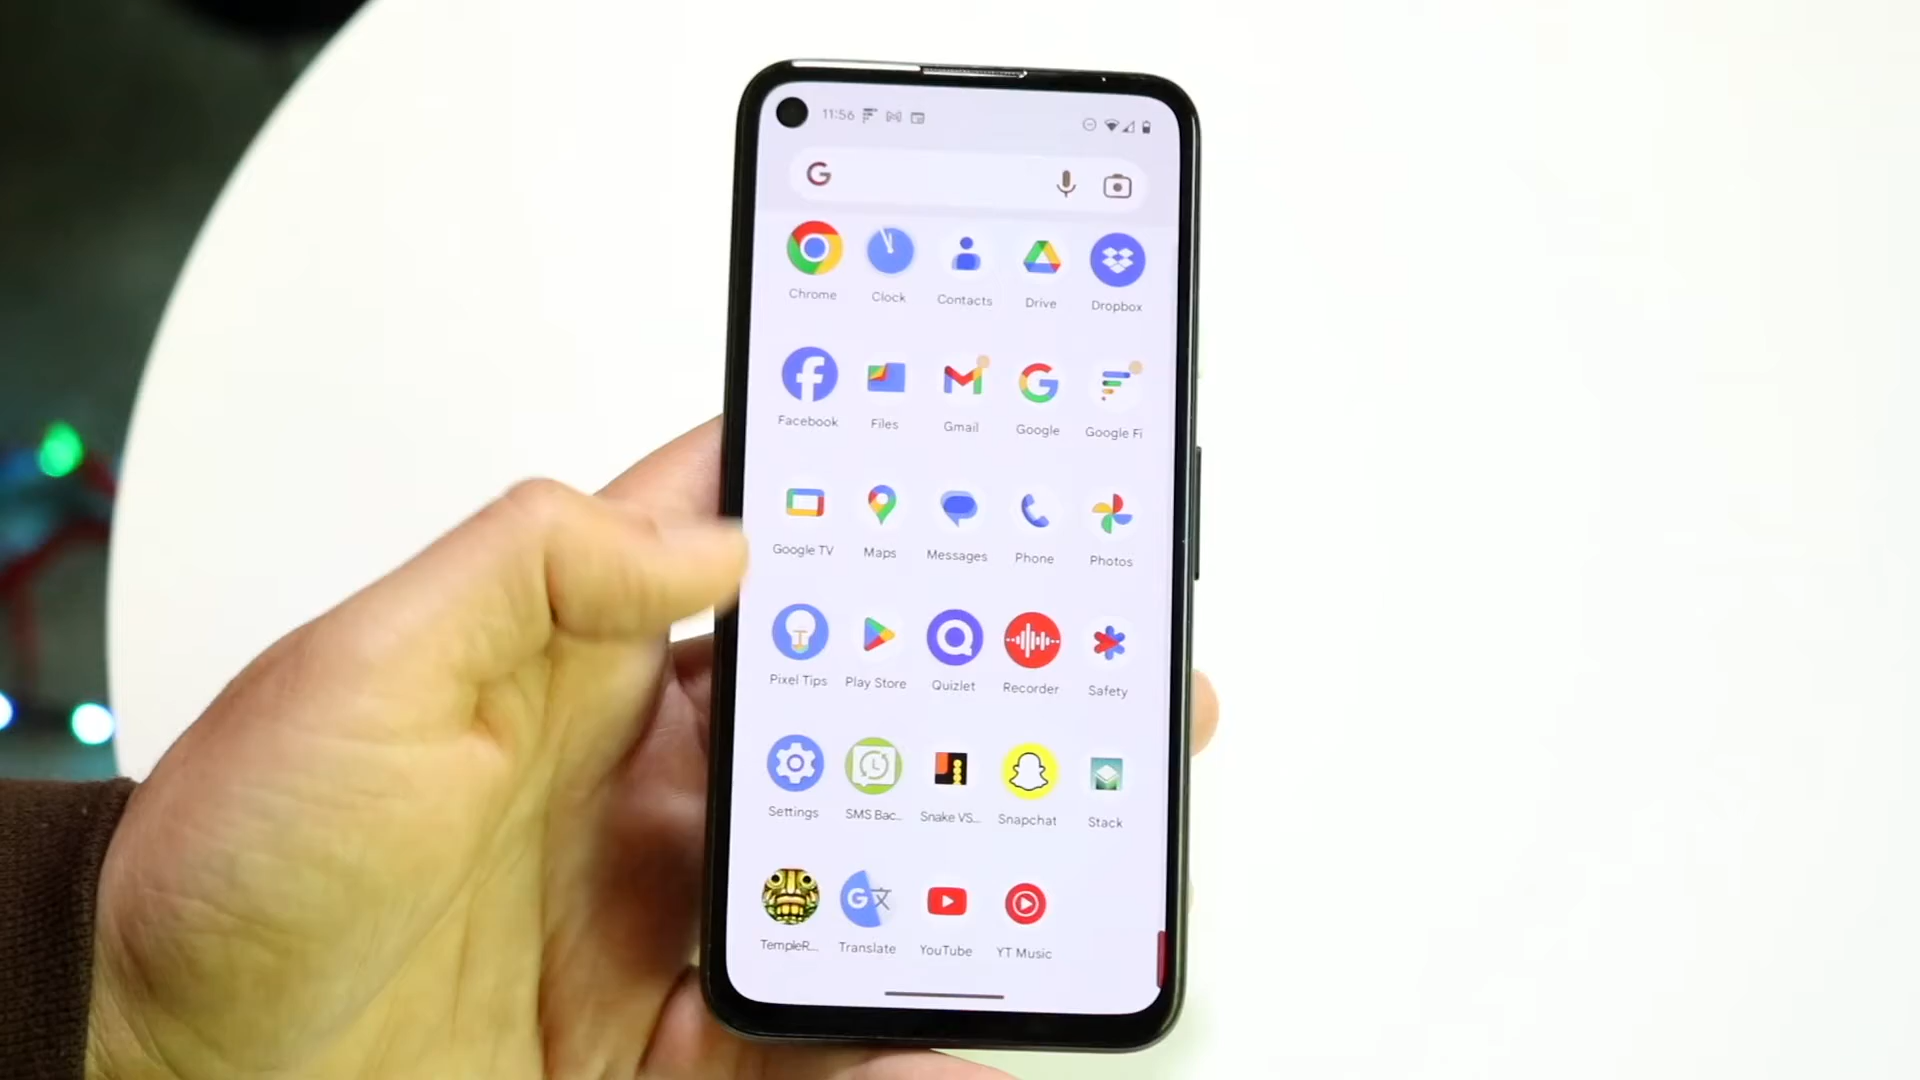 11:56
Chrome Clock Contacts Drive Dropbox
Facebook Files Gmail Google Google Fi
Google TV Maps Messages Phone Photos
Pixel Tips Play Store Quizlet Recorder Safety
Settings SMS Bac... Snake VS... Snapchat Stack
TempleR... Translate YouTube YT Music